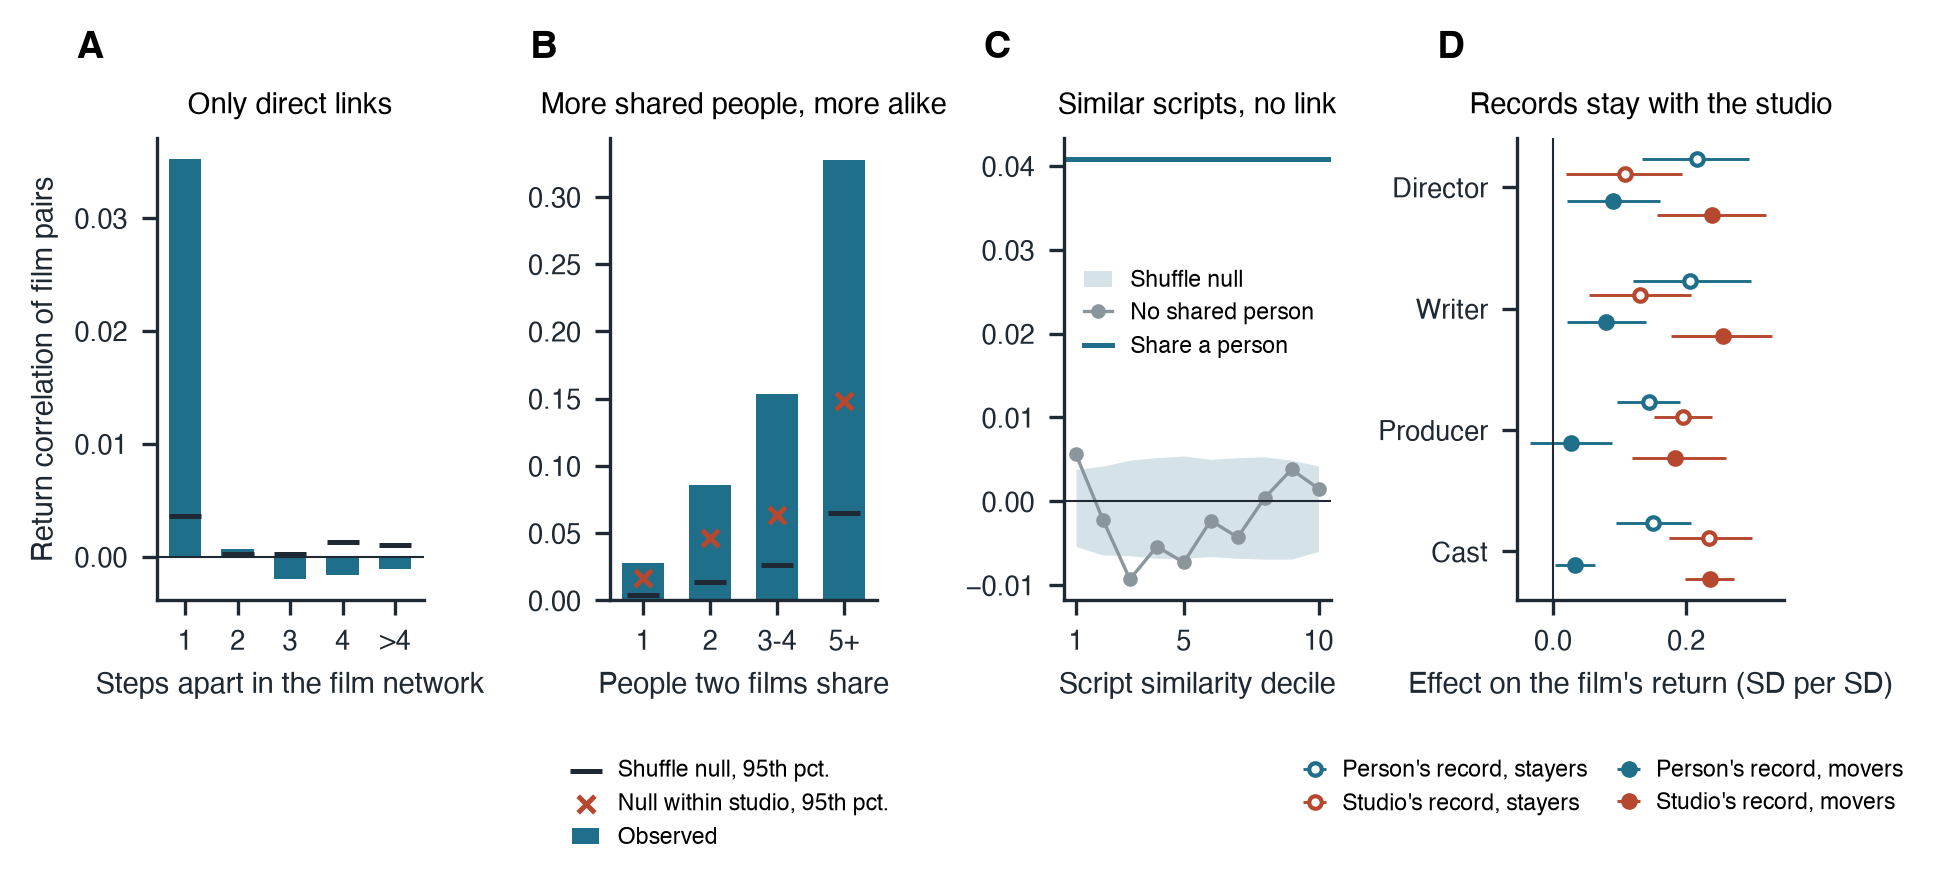 A
Only direct links
Return correlation of film pairs
0.03
0.02
0.01
0.00
1 2 3 4 >4
Steps apart in the film network
B
More shared people, more alike
0.30
0.25
0.20
0.15
0.10
0.05
0.00
1 2 3-4 5+
People two films share
Shuffle null, 95th pct.
Null within studio, 95th pct.
Observed
C
Similar scripts, no link
0.04
0.03
0.02
0.01
0.00
−0.01
Shuffle null
No shared person
Share a person
1 5 10
Script similarity decile
D
Records stay with the studio
Director
Writer
Producer
Cast
0.0 0.2
Effect on the film's return (SD per SD)
Person's record, stayers
Studio's record, stayers
Person's record, movers
Studio's record, movers